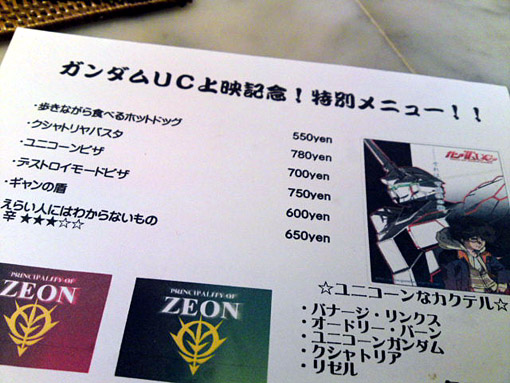 ガンダムUC上映記念！特別メニュー！！
・歩きながら食べるホットドッグ 550yen
・クシャトリヤパスタ 780yen
・ユニコーンピザ 700yen
・デストロイモードピザ 750yen
・ギャンの盾 600yen
えらい人にはわからないもの 650yen
辛★★★☆☆
PRINCIPALITY OF
ZEON
PRINCIPALITY OF
ZEON
☆ユニコーンなカクテル☆
・バナージ・リンクス
・オードリー・バーン
・ユニコーンガンダム
・クシャトリア
・リゼル